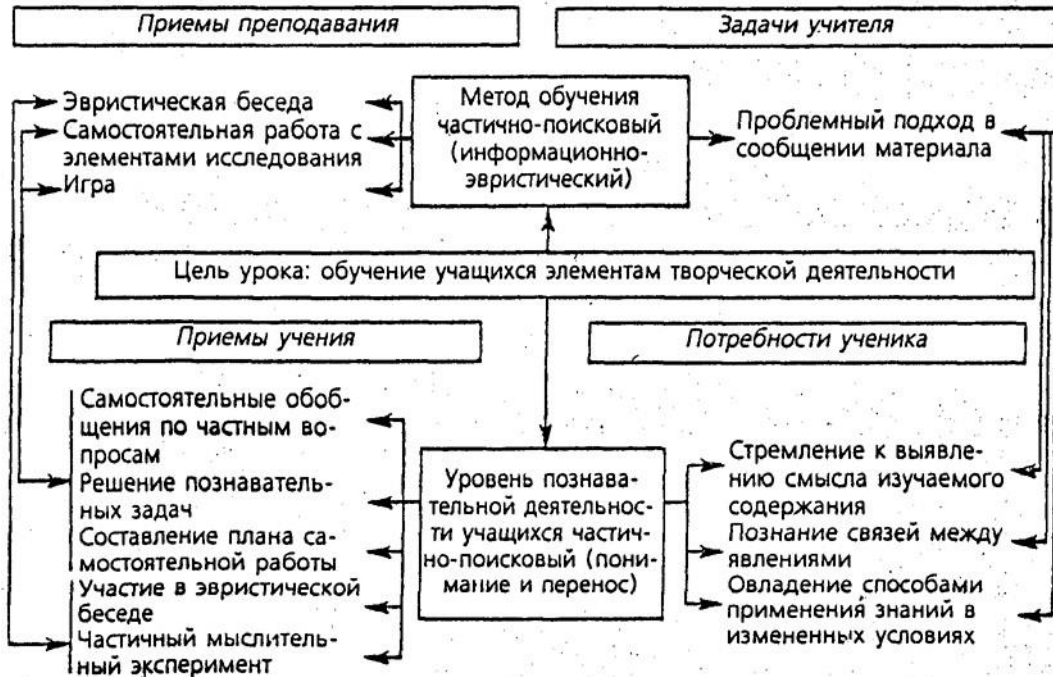 Приемы преподавания
Задачи учителя
Эвристическая беседа
Самостоятельная работа с
элементами исследования
Игра
Метод обучения
частично-поисковый
(информационно-
эвристический)
Проблемный подход в
сообщении материала
Цель урока: обучение учащихся элементам творческой деятельности
Приемы учения
Потребности ученика
Самостоятельные обоб-
щения по частным во-
просам
Решение познаватель-
ных задач
Составление плана са-
мостоятельной работы
Участие в эвристической
беседе
Частичный мыслитель-
ный эксперимент
Уровень познава-
тельной деятельнос-
ти учащихся частич-
но-поисковый (пони-
мание и перенос)
Стремление к выявле-
нию смысла изучаемого
содержания
Познание связей между
явлениями
Овладение способами
применения знаний в
измененных условиях